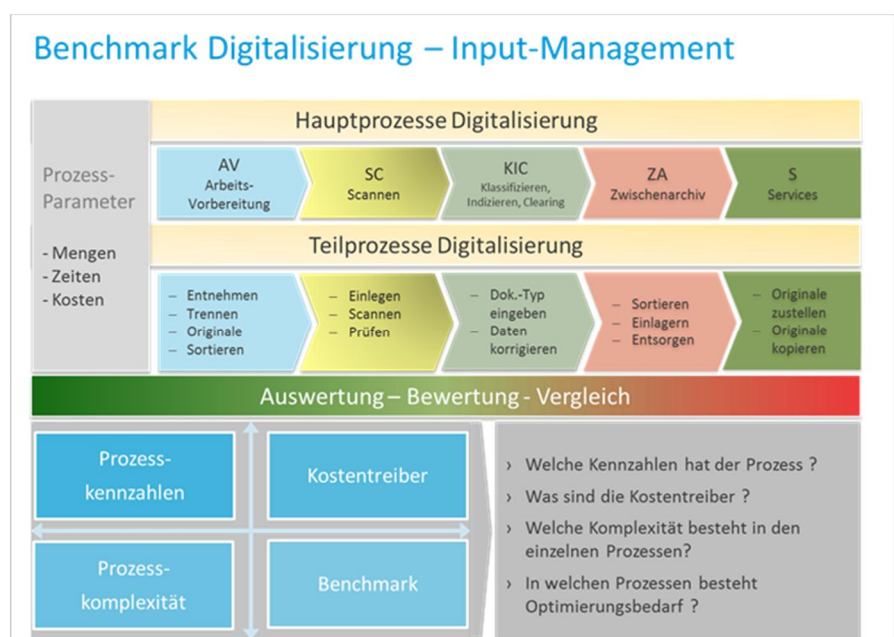 Benchmark Digitalisierung – Input-Management
Hauptprozesse Digitalisierung
Prozess-
Parameter
- Mengen
- Zeiten
- Kosten
AV
Arbeits-
Vorbereitung
SC
Scannen
KIC
Klassifizieren,
Indizieren, Clearing
ZA
Zwischenarchiv
S
Services
Teilprozesse Digitalisierung
– Entnehmen
– Trennen
– Originale
– Sortieren
– Einlegen
– Scannen
– Prüfen
– Dok.-Typ
eingeben
– Daten
korrigieren
– Sortieren
– Einlagern
– Entsorgen
– Originale
zustellen
– Originale
kopieren
Auswertung – Bewertung - Vergleich
Prozess-
kennzahlen
Kostentreiber
Prozess-
komplexität
Benchmark
› Welche Kennzahlen hat der Prozess ?
› Was sind die Kostentreiber ?
› Welche Komplexität besteht in den
einzelnen Prozessen?
› In welchen Prozessen besteht
Optimierungsbedarf ?